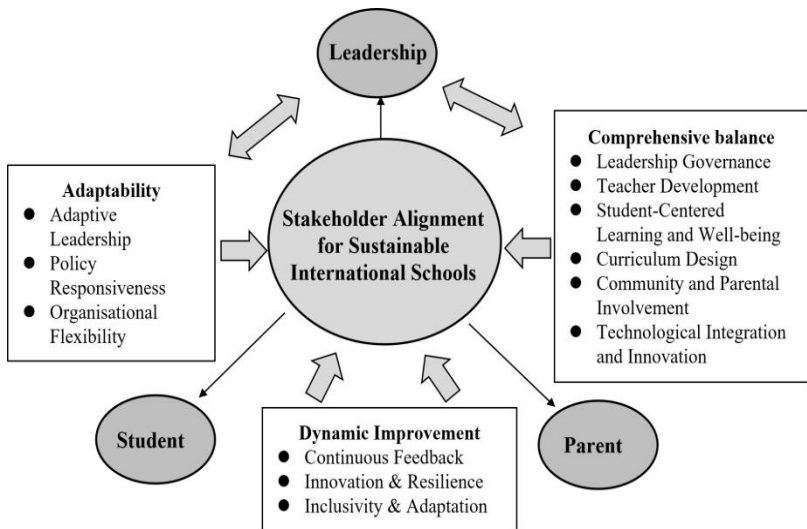 Leadership
Adaptability
● Adaptive
Leadership
● Policy
Responsiveness
● Organisational
Flexibility
Stakeholder Alignment
for Sustainable
International Schools
Comprehensive balance
● Leadership Governance
● Teacher Development
● Student-Centered
Learning and Well-being
● Curriculum Design
● Community and Parental
Involvement
● Technological Integration
and Innovation
Student
Dynamic Improvement
● Continuous Feedback
● Innovation & Resilience
● Inclusivity & Adaptation
Parent